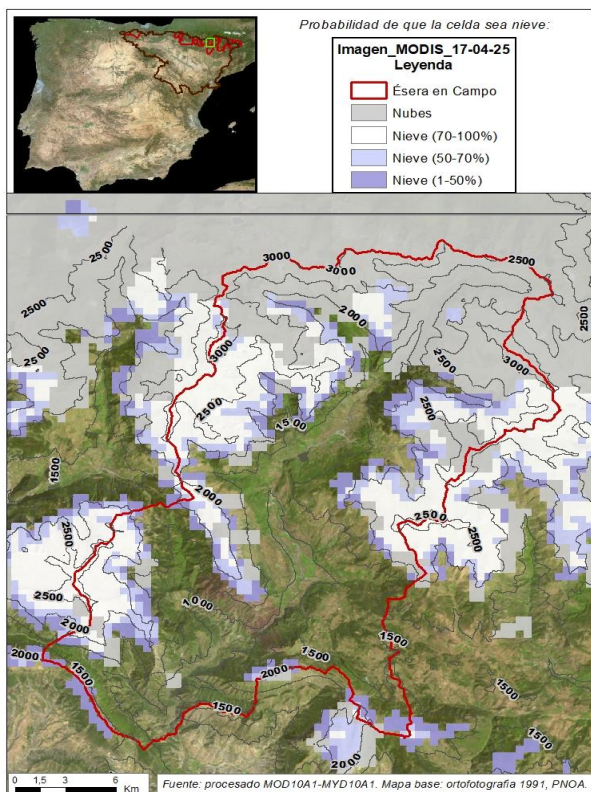 Probabilidad de que la celda sea nieve:
Imagen_MODIS_17-04-25
Leyenda
Ésera en Campo
Nubes
Nieve (70-100%)
Nieve (50-70%)
Nieve (1-50%)
2500
3000
3000
2500
2500
2000
2500
2500
3000
2500
3000
2500
2500
1500
1500
2000
2500
2500
2500
2500
1000
2000
2000
1500
1500
2000
1500
1500
1500
2000
1500
0 1,5 3 6
Km
Fuente: procesado MOD10A1-MYD10A1. Mapa base: ortofotografía 1991, PNOA.